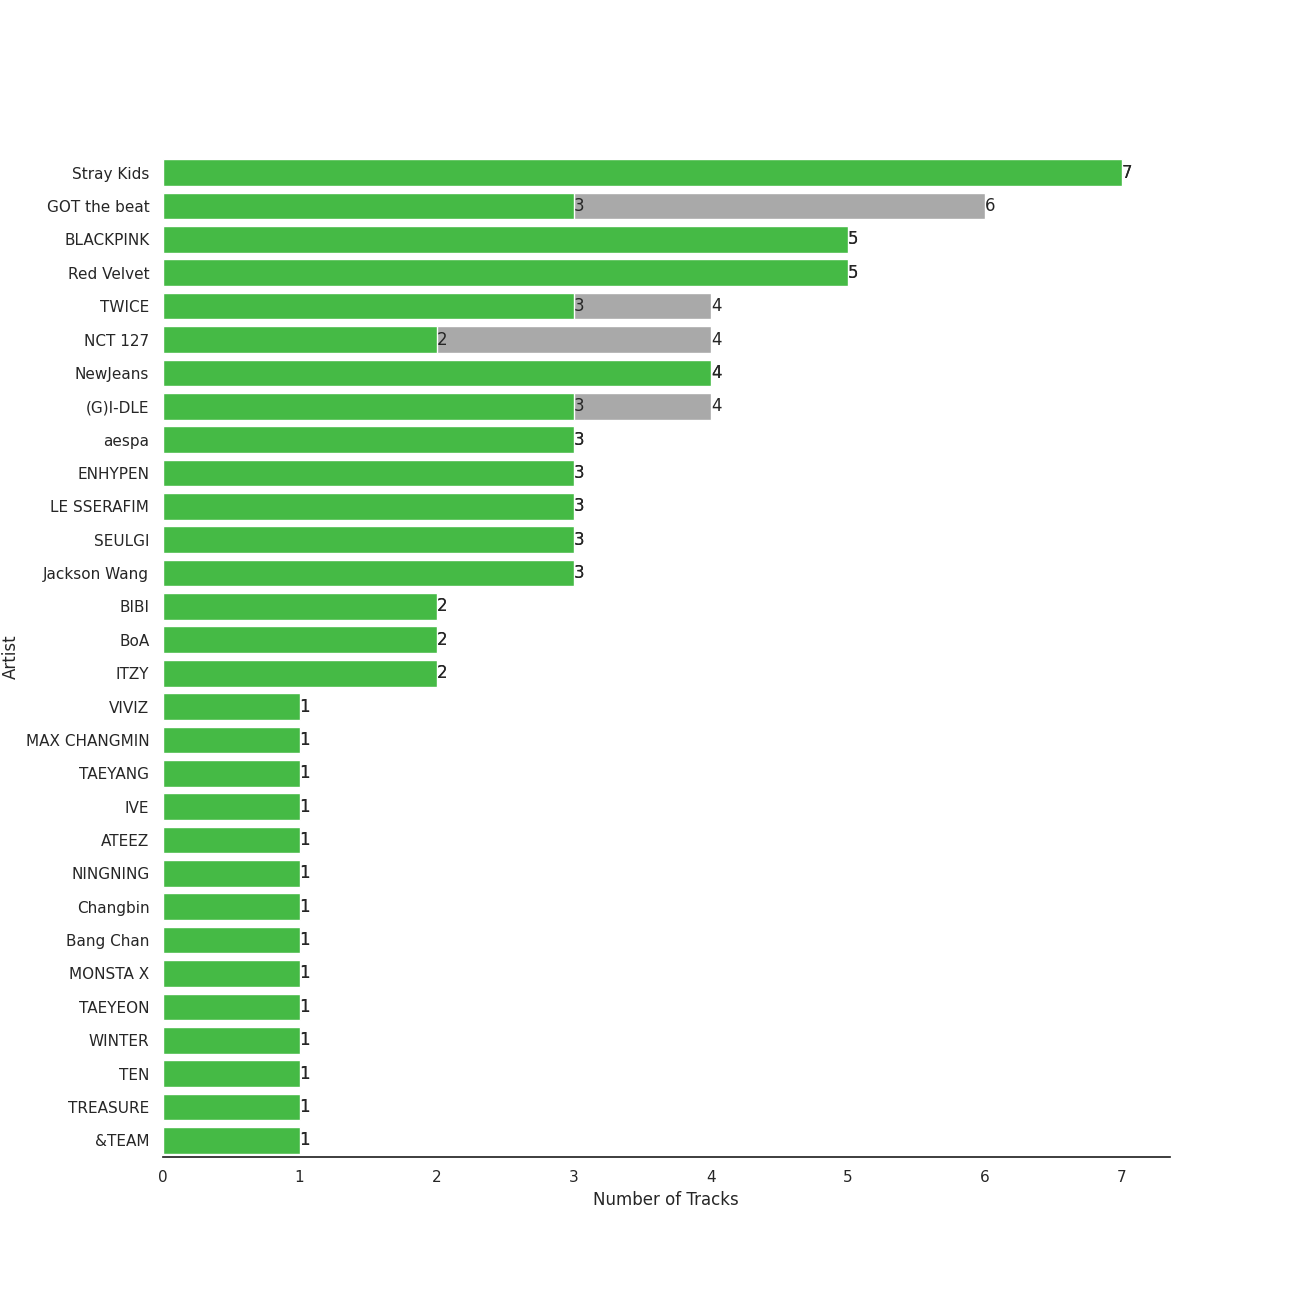 Stray Kids 7
GOT the beat 3 6
BLACKPINK 5
Red Velvet 5
TWICE 3 4
NCT 127 2 4
NewJeans 4
(G)I-DLE 3 4
aespa 3
ENHYPEN 3
LE SSERAFIM 3
SEULGI 3
Jackson Wang 3
BIBI 2
BoA 2
ITZY 2
VIVIZ 1
MAX CHANGMIN 1
TAEYANG 1
IVE 1
ATEEZ 1
NINGNING 1
Changbin 1
Bang Chan 1
MONSTA X 1
TAEYEON 1
WINTER 1
TEN 1
TREASURE 1
&TEAM 1
0 1 2 3 4 5 6 7
Number of Tracks
Artist